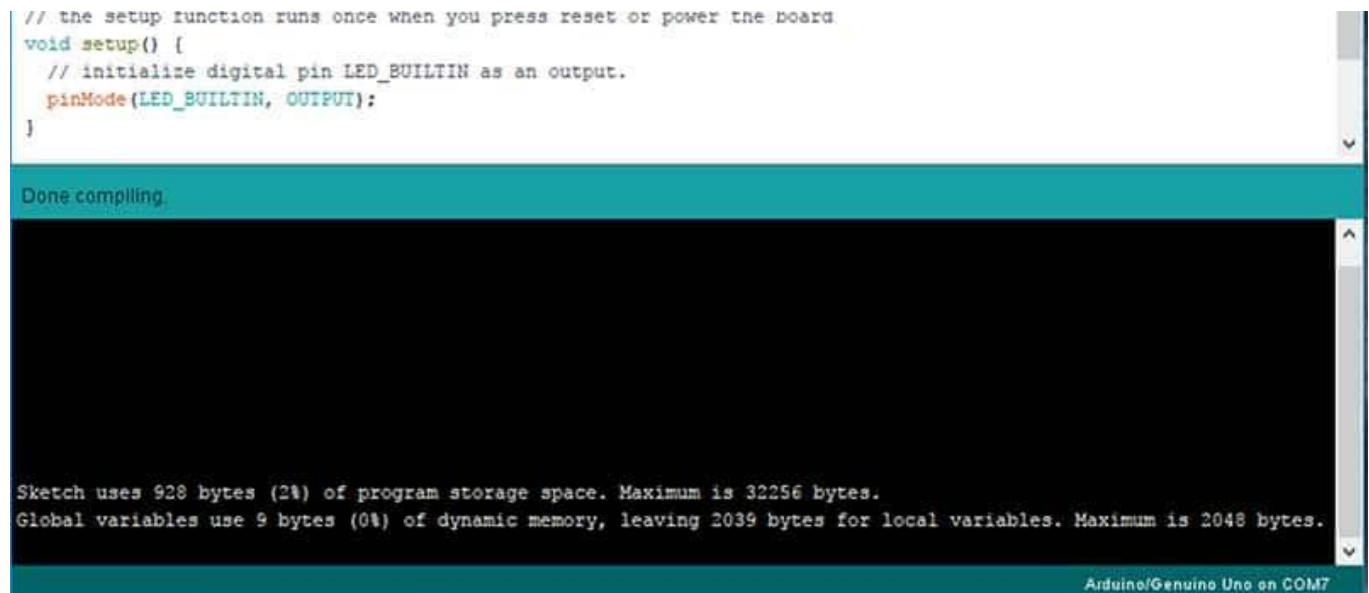 // the setup function runs once when you press reset or power the board
void setup() {
// initialize digital pin LED_BUILTIN as an output.
pinMode(LED_BUILTIN, OUTPUT);
}
Done compiling.
Sketch uses 928 bytes (2%) of program storage space. Maximum is 32256 bytes.
Global variables use 9 bytes (0%) of dynamic memory, leaving 2039 bytes for local variables. Maximum is 2048 bytes.
Arduino/Genuino Uno on COM7